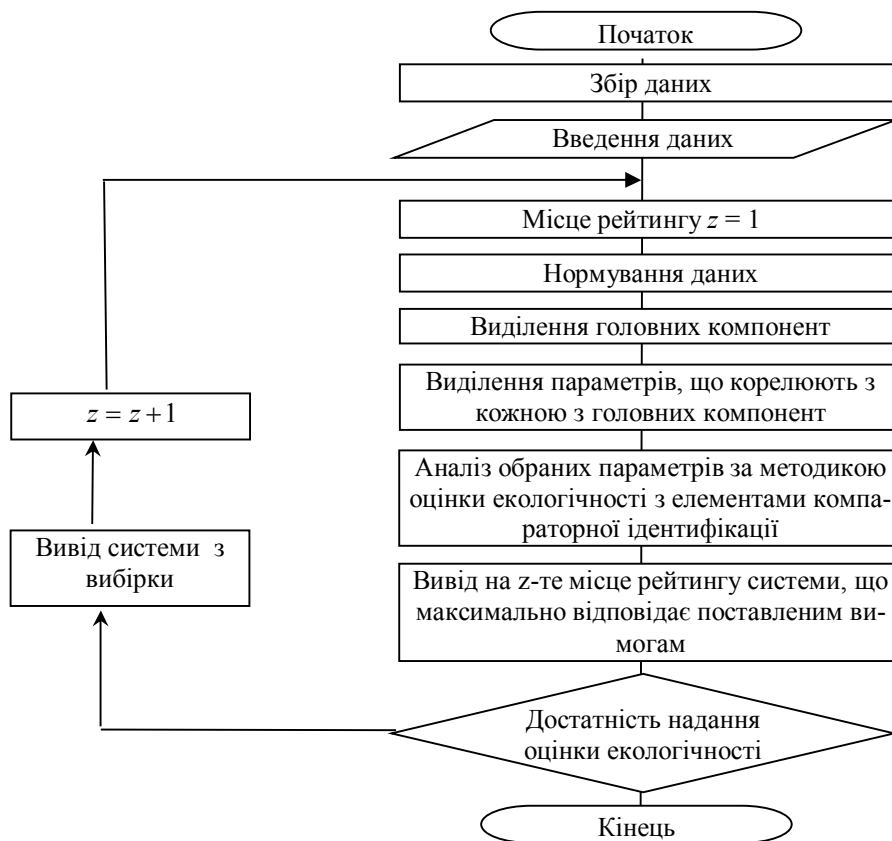 Початок
Збір даних
Введення даних
Місце рейтингу z = 1
Нормування даних
Виділення головних компонент
Виділення параметрів, що корелюють з
кожною з головних компонент
Аналіз обраних параметрів за методикою
оцінки екологічності з елементами компа-
раторної ідентифікації
Вивід на z-те місце рейтингу системи, що
максимально відповідає поставленим ви-
могам
Достатність надання
оцінки екологічності
Кінець
z = z + 1
Вивід системи з
вибірки